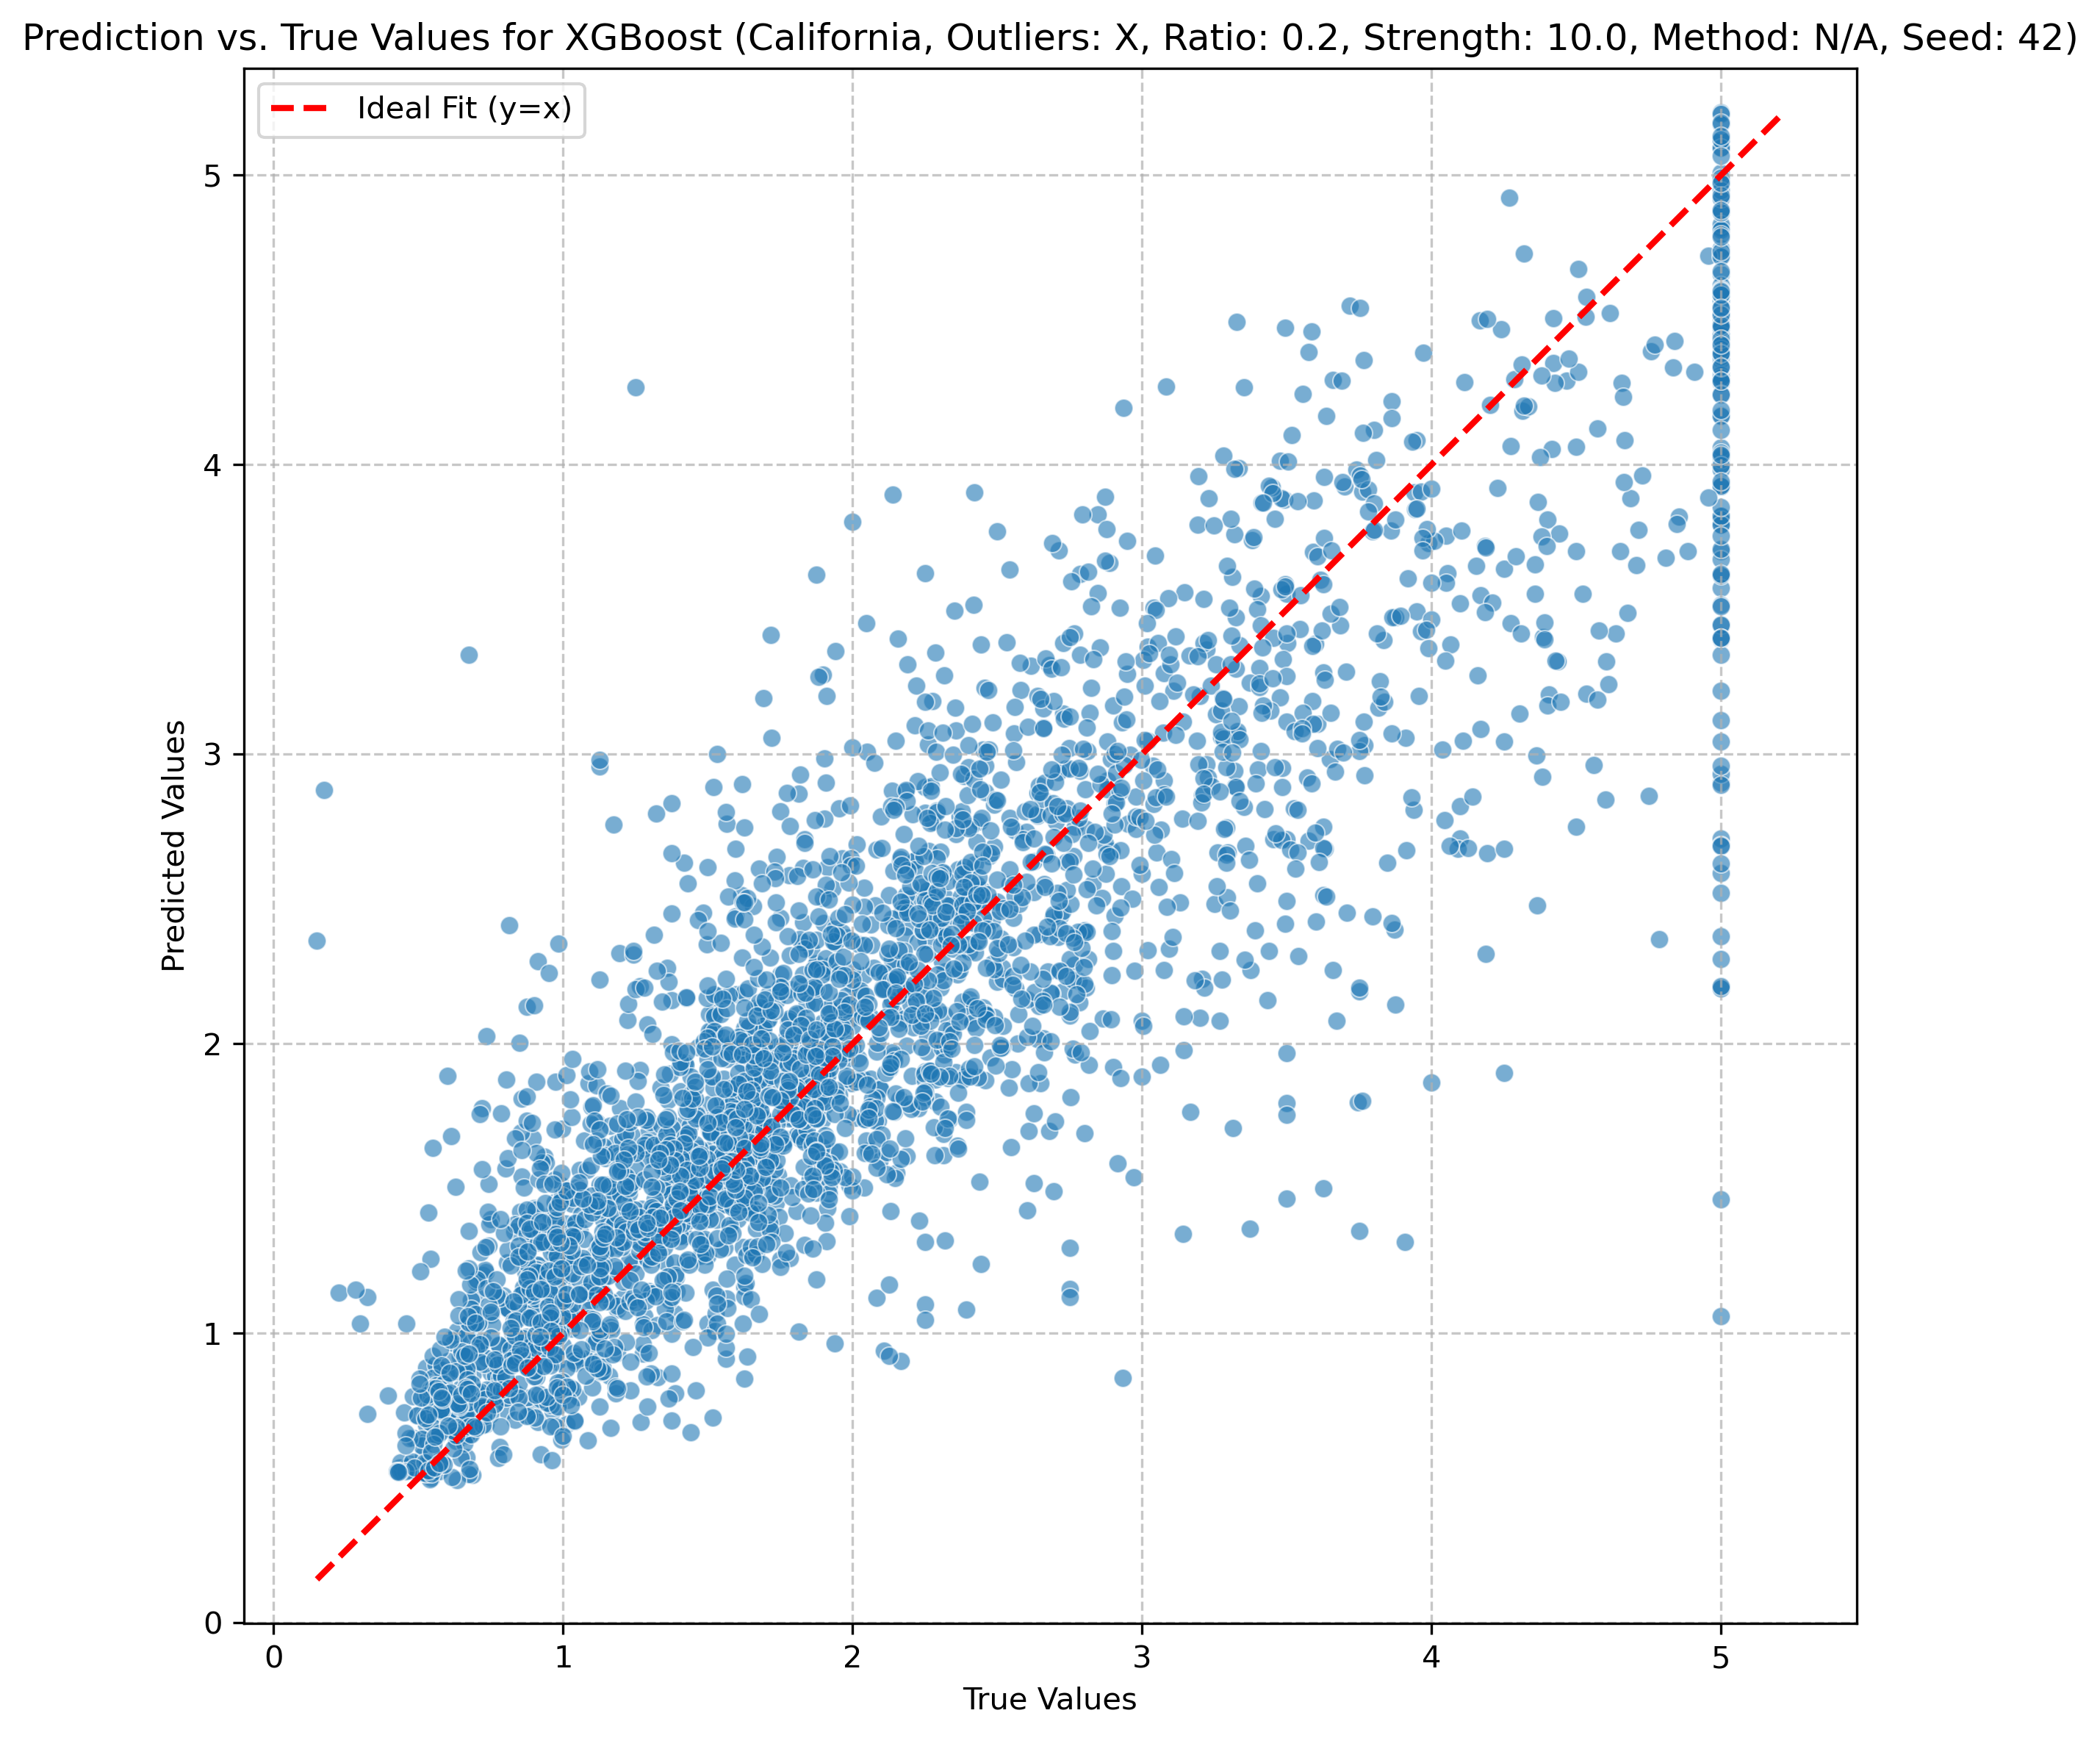 Prediction vs. True Values for XGBoost (California, Outliers: X, Ratio: 0.2, Strength: 10.0, Method: N/A, Seed: 42)
Ideal Fit (y=x)
5
4
3
2
1
0
Predicted Values
0 1 2 3 4 5
True Values